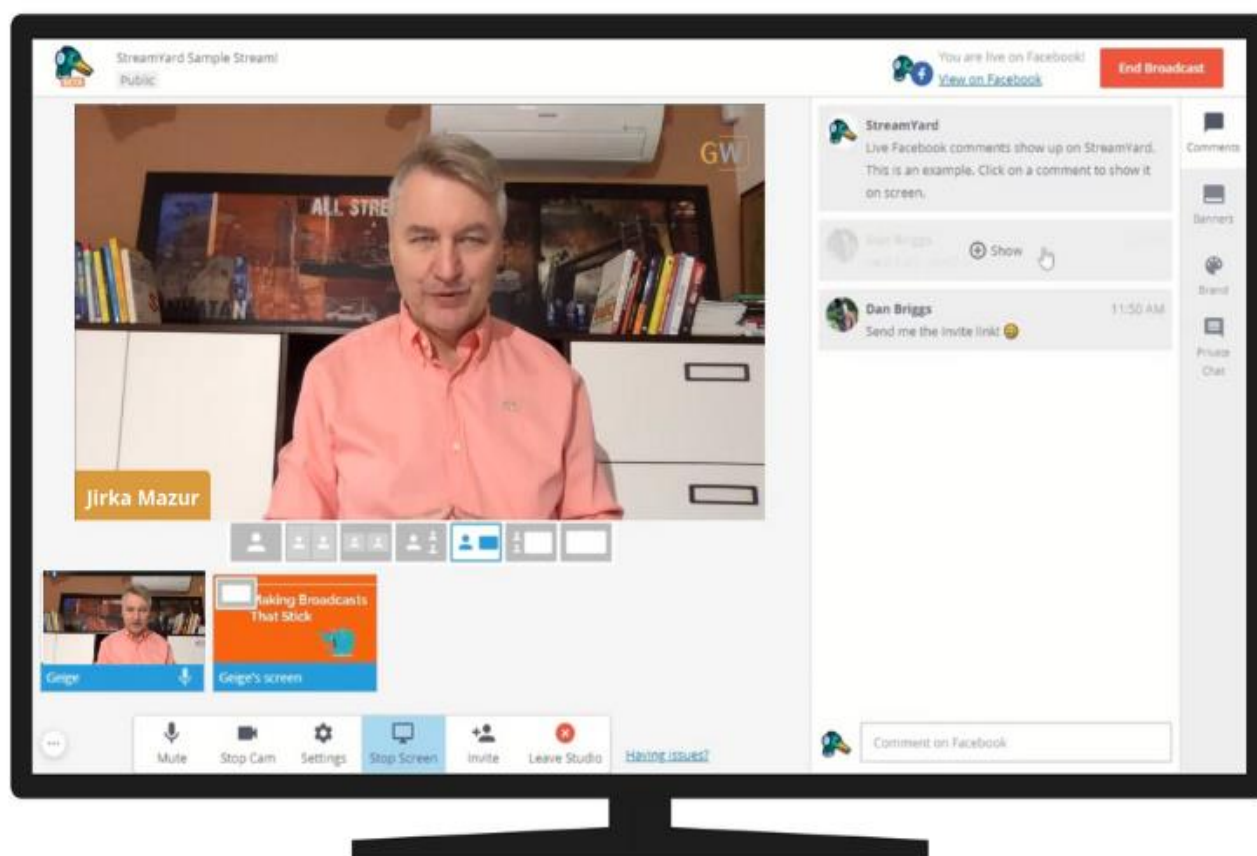 StreamYard Sample Stream!
Public
BETA
You are live on Facebook!
View on Facebook
End Broadcast
GW
ALL STRE
Jirka Mazur
StreamYard
Live Facebook comments show up on StreamYard.
This is an example. Click on a comment to show it
on screen.
Dan Briggs
Show
Dan Briggs
11:50 AM
Send me the invite link! 😀
Comments
Banners
Brand
Private
Chat
Making Broadcasts
That Stick
Geige
Geige's screen
Mute
Stop Cam
Settings
Stop Screen
Invite
Leave Studio
Having issues?
Comment on Facebook